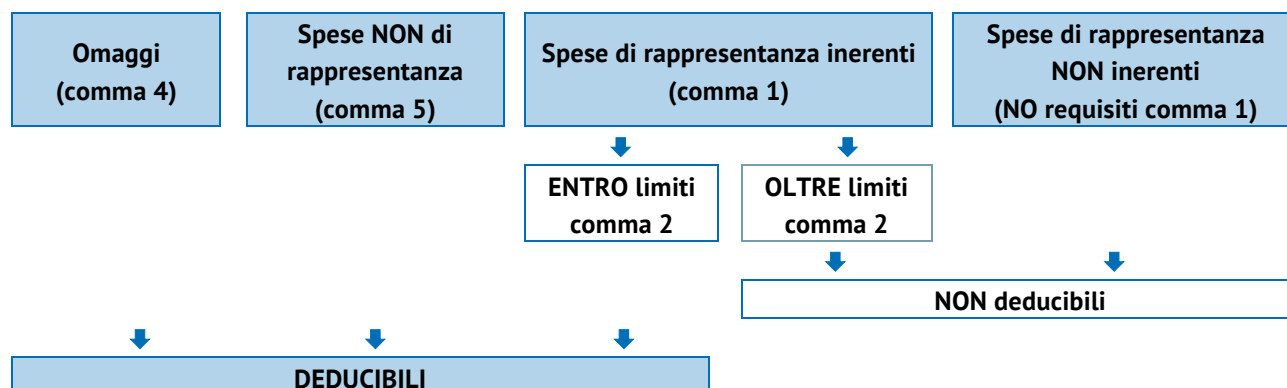 Omaggi
(comma 4)
Spese NON di
rappresentanza
(comma 5)
Spese di rappresentanza inerenti
(comma 1)
Spese di rappresentanza
NON inerenti
(NO requisiti comma 1)
ENTRO limiti
comma 2
OLTRE limiti
comma 2
NON deducibili
DEDUCIBILI